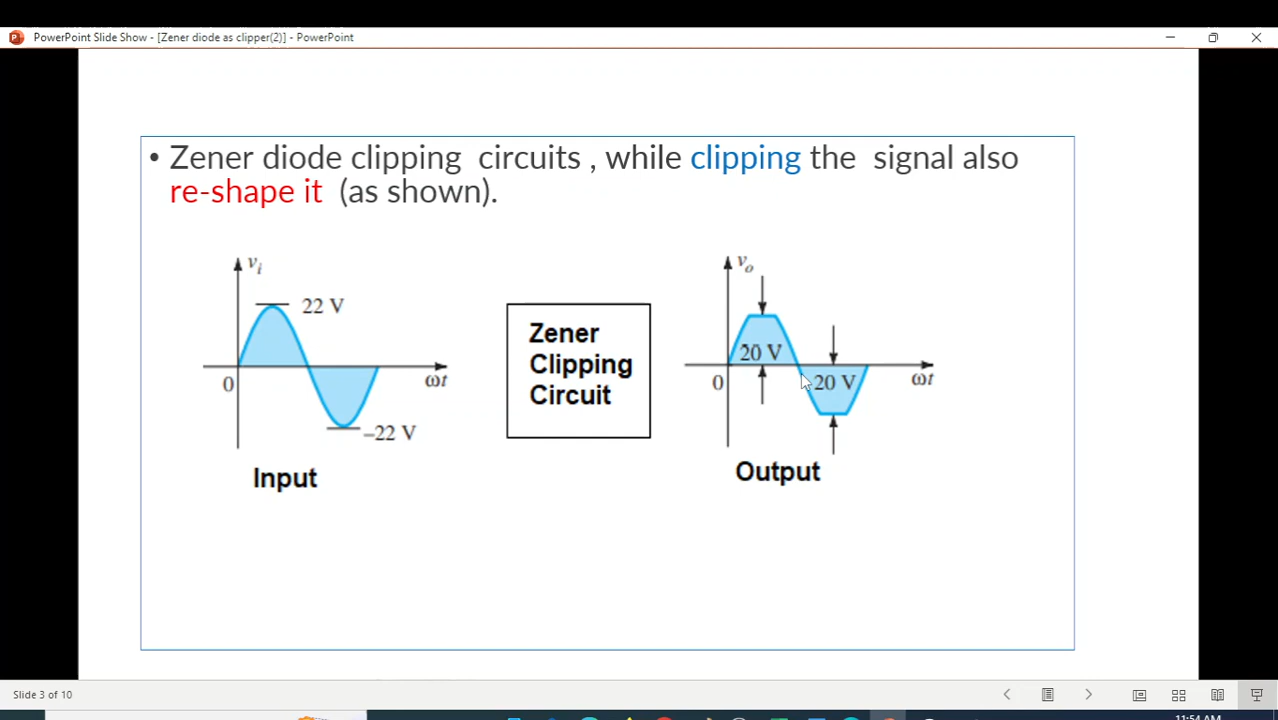 PowerPoint Slide Show - [Zener diode as clipper(2)] - PowerPoint
• Zener diode clipping circuits , while clipping the signal also
re-shape it (as shown).
vi
22 V
0
ωt
–22 V
Input
Zener
Clipping
Circuit
vo
20 V
0
–20 V
ωt
Output
Slide 3 of 10
11:54 AM